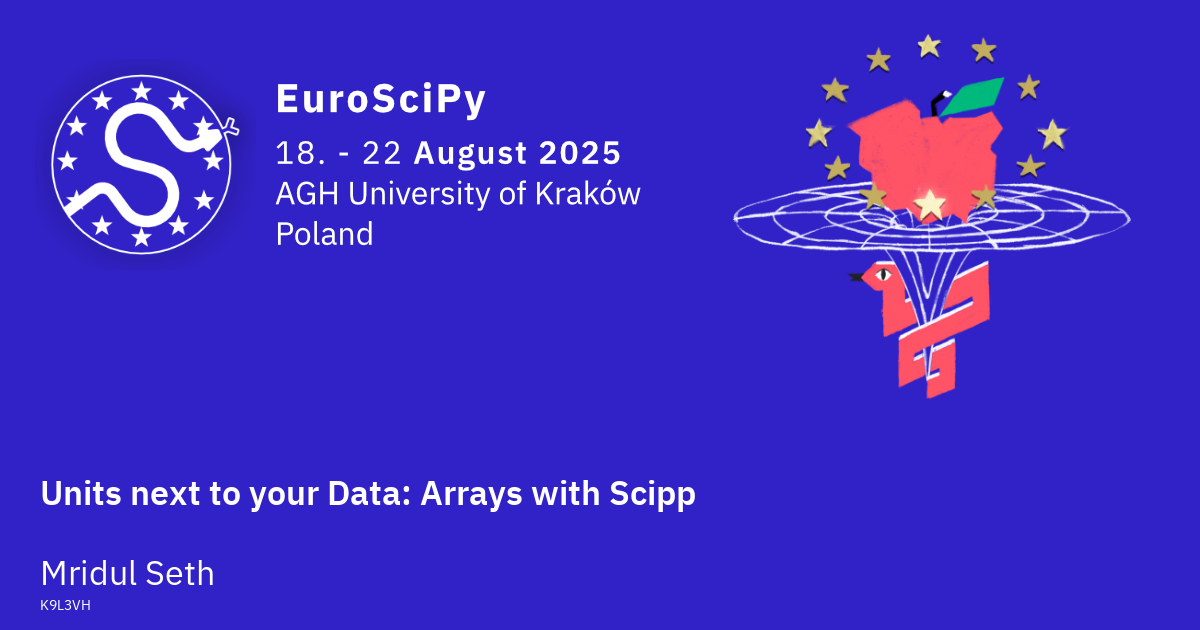 EuroSciPy
18. - 22 August 2025
AGH University of Kraków
Poland
Units next to your Data: Arrays with Scipp
Mridul Seth
K9L3VH